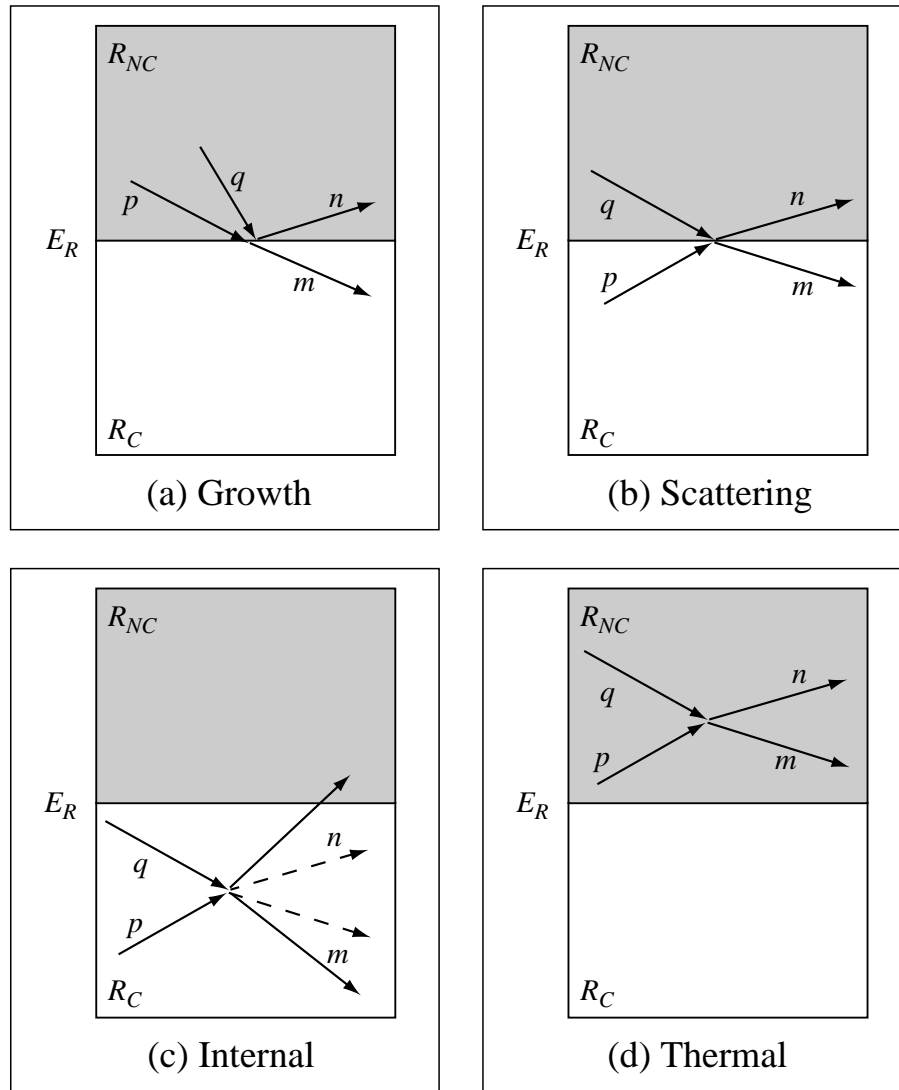 R_NC
q
p
n
E_R
m
R_C
(a) Growth
R_NC
q
n
E_R
p
m
R_C
(b) Scattering
R_NC
E_R
q
n
p
m
R_C
(c) Internal
R_NC
q
n
p
m
E_R
R_C
(d) Thermal